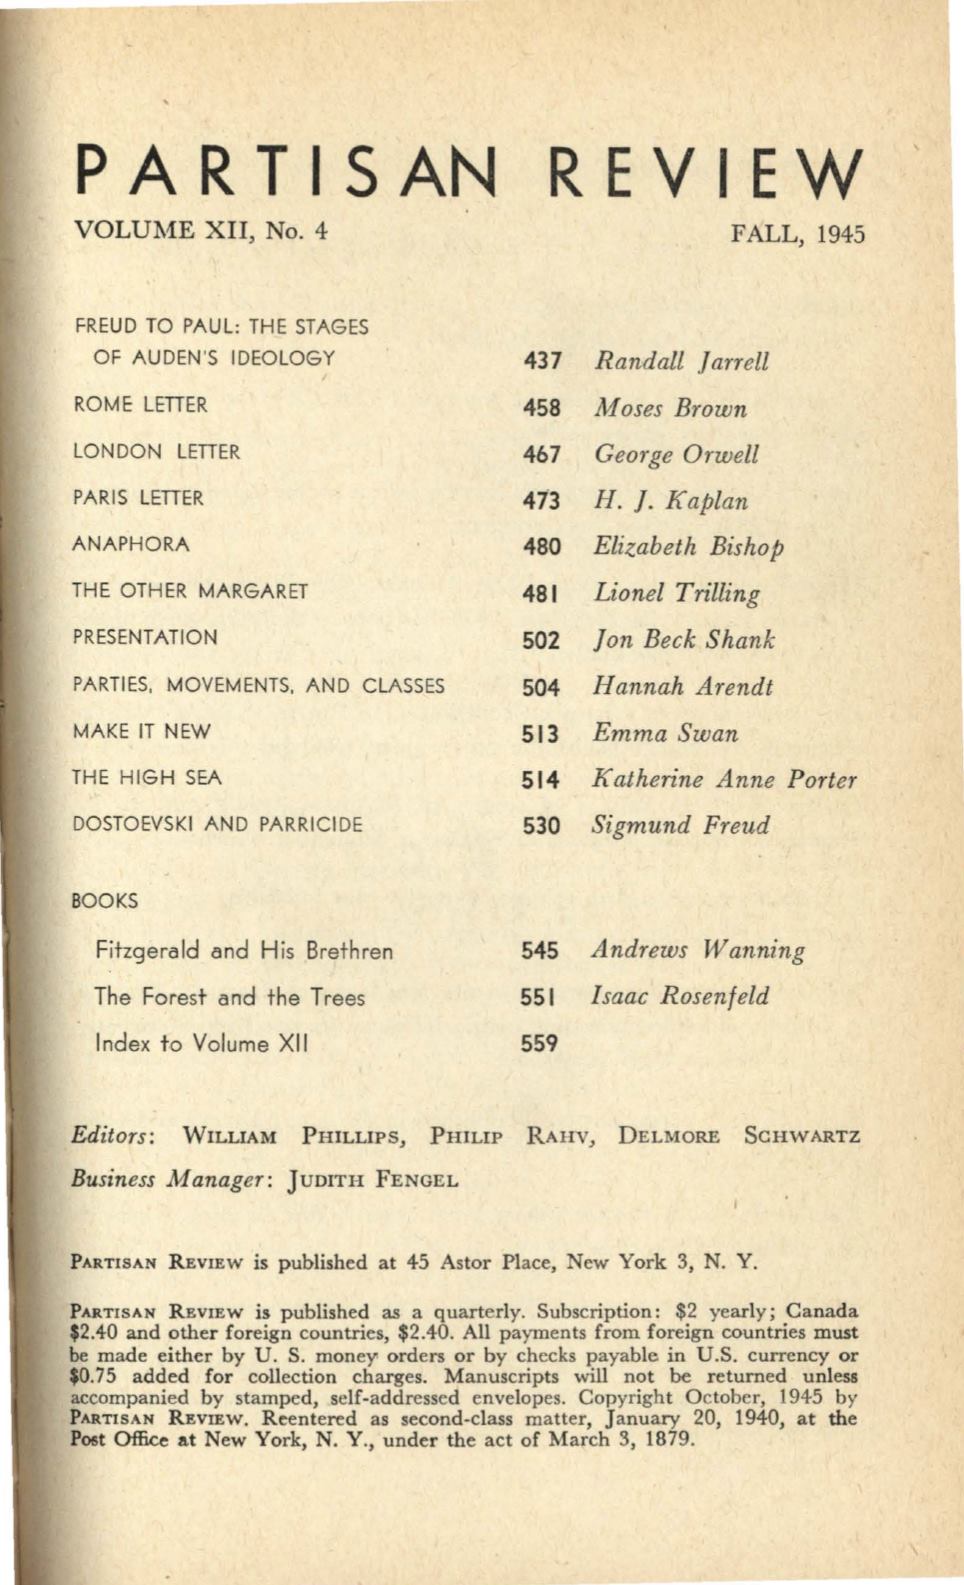 PARTISAN REVIEW
VOLUME XII, No. 4 FALL, 1945
FREUD TO PAUL: THE STAGES
OF AUDEN'S IDEOLOGY 437 Randall Jarrell
ROME LETTER 458 Moses Brown
LONDON LETTER 467 George Orwell
PARIS LETTER 473 H. J. Kaplan
ANAPHORA 480 Elizabeth Bishop
THE OTHER MARGARET 481 Lionel Trilling
PRESENTATION 502 Jon Beck Shank
PARTIES, MOVEMENTS, AND CLASSES 504 Hannah Arendt
MAKE IT NEW 513 Emma Swan
THE HIGH SEA 514 Katherine Anne Porter
DOSTOEVSKI AND PARRICIDE 530 Sigmund Freud
BOOKS
Fitzgerald and His Brethren 545 Andrews Wanning
The Forest and the Trees 551 Isaac Rosenfeld
Index to Volume XII 559
Editors: WILLIAM PHILLIPS, PHILIP RAHV, DELMORE SCHWARTZ
Business Manager: JUDITH FENGEL
PARTISAN REVIEW is published at 45 Astor Place, New York 3, N. Y.
PARTISAN REVIEW is published as a quarterly. Subscription: $2 yearly; Canada
$2.40 and other foreign countries, $2.40. All payments from foreign countries must
be made either by U. S. money orders or by checks payable in U.S. currency or
$0.75 added for collection charges. Manuscripts will not be returned unless
accompanied by stamped, self-addressed envelopes. Copyright October, 1945 by
PARTISAN REVIEW. Reentered as second-class matter, January 20, 1940, at the
Post Office at New York, N. Y., under the act of March 3, 1879.